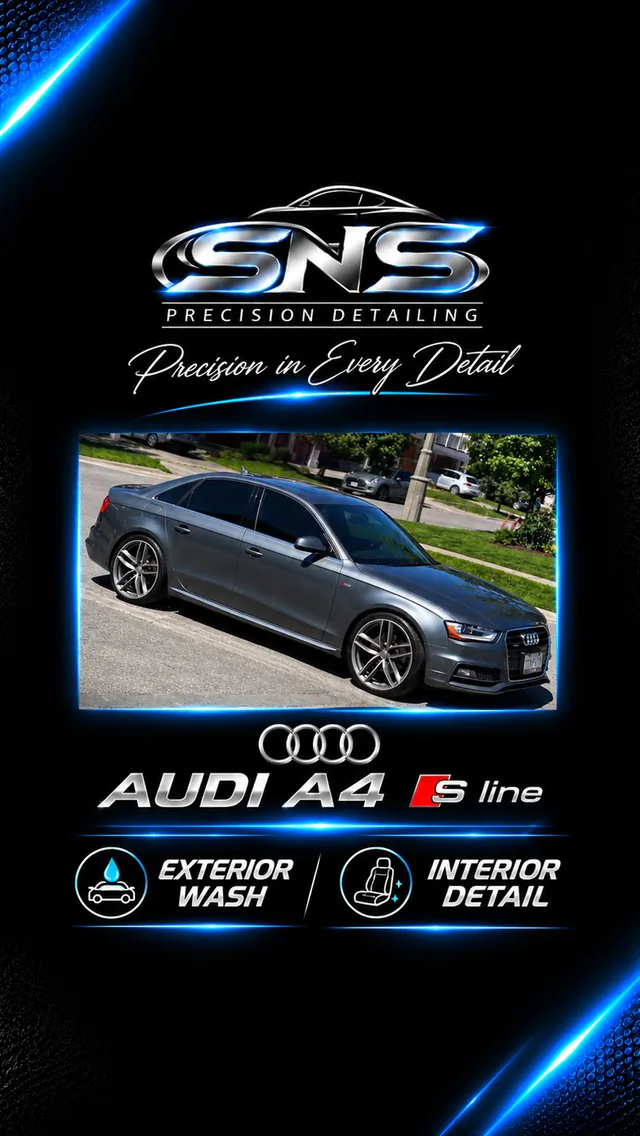 SNS
PRECISION DETAILING
Precision in Every Detail
AUDI A4 S line
EXTERIOR WASH
INTERIOR DETAIL